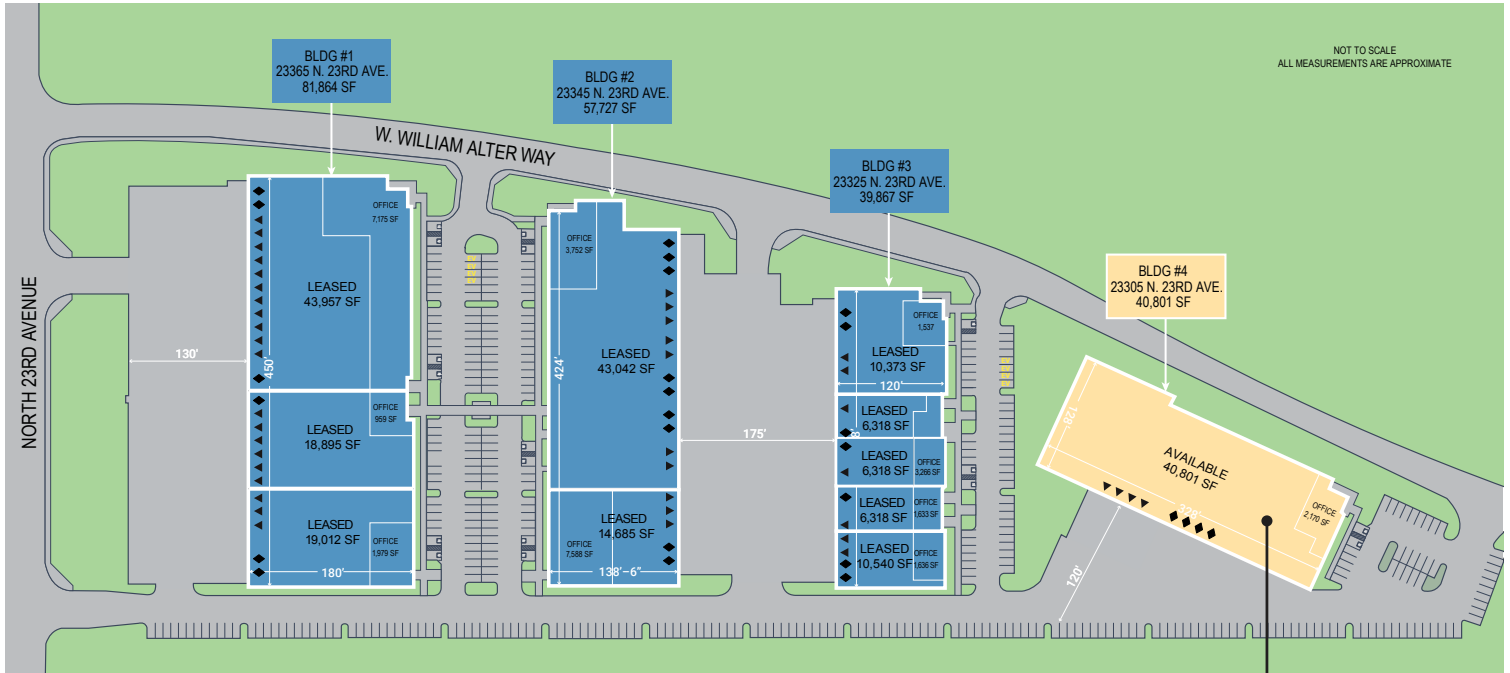 NOT TO SCALE
ALL MEASUREMENTS ARE APPROXIMATE
BLDG #1
23365 N. 23RD AVE.
81,864 SF
BLDG #2
23345 N. 23RD AVE.
57,727 SF
BLDG #3
23325 N. 23RD AVE.
39,867 SF
BLDG #4
23305 N. 23RD AVE.
40,801 SF
W. WILLIAM ALTER WAY
NORTH 23RD AVENUE
130'
OFFICE
7,175 SF
LEASED
43,957 SF
450'
OFFICE
959 SF
LEASED
18,895 SF
LEASED
19,012 SF
OFFICE
1,979 SF
180'
OFFICE
3,752 SF
LEASED
43,042 SF
424'
LEASED
14,685 SF
OFFICE
7,588 SF
138'-6"
175'
OFFICE
1,537
LEASED
10,373 SF
120'
LEASED
6,318 SF
LEASED
6,318 SF
OFFICE
3,266 SF
LEASED
6,318 SF
OFFICE
1,633 SF
LEASED
10,540 SF
OFFICE
1,636 SF
128'
AVAILABLE
40,801 SF
328'
OFFICE
2,170 SF
120'